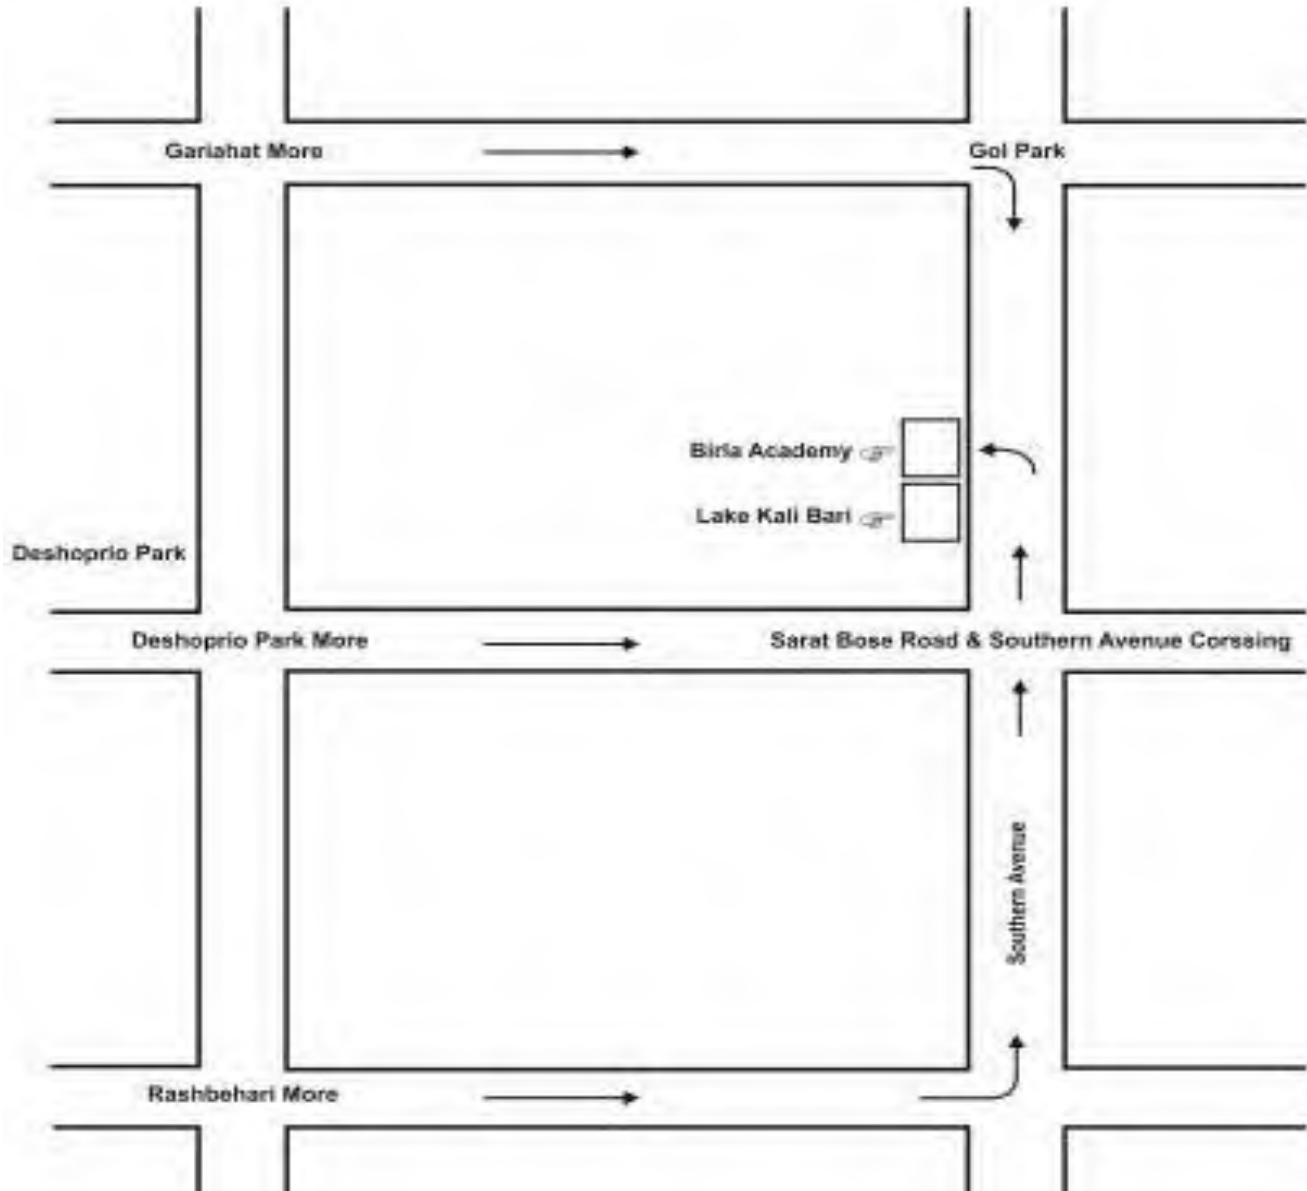 Gariahat More
Gol Park
Birla Academy
Lake Kali Bari
Deshoprio Park
Deshoprio Park More
Sarat Bose Road & Southern Avenue Corssing
Southern Avenue
Rashbehari More